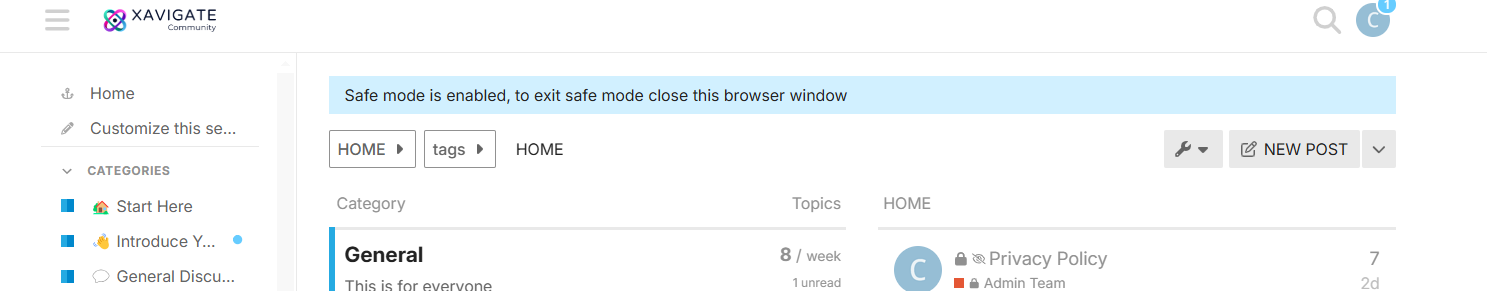 XAVIGATE
Community
C
1
Home
Customize this se...
CATEGORIES
Start Here
Introduce Y...
General Discu...
Safe mode is enabled, to exit safe mode close this browser window
HOME
tags
HOME
NEW POST
Category
Topics
General
8 / week
This is for everyone
1 unread
HOME
C
Privacy Policy
7
Admin Team
2d